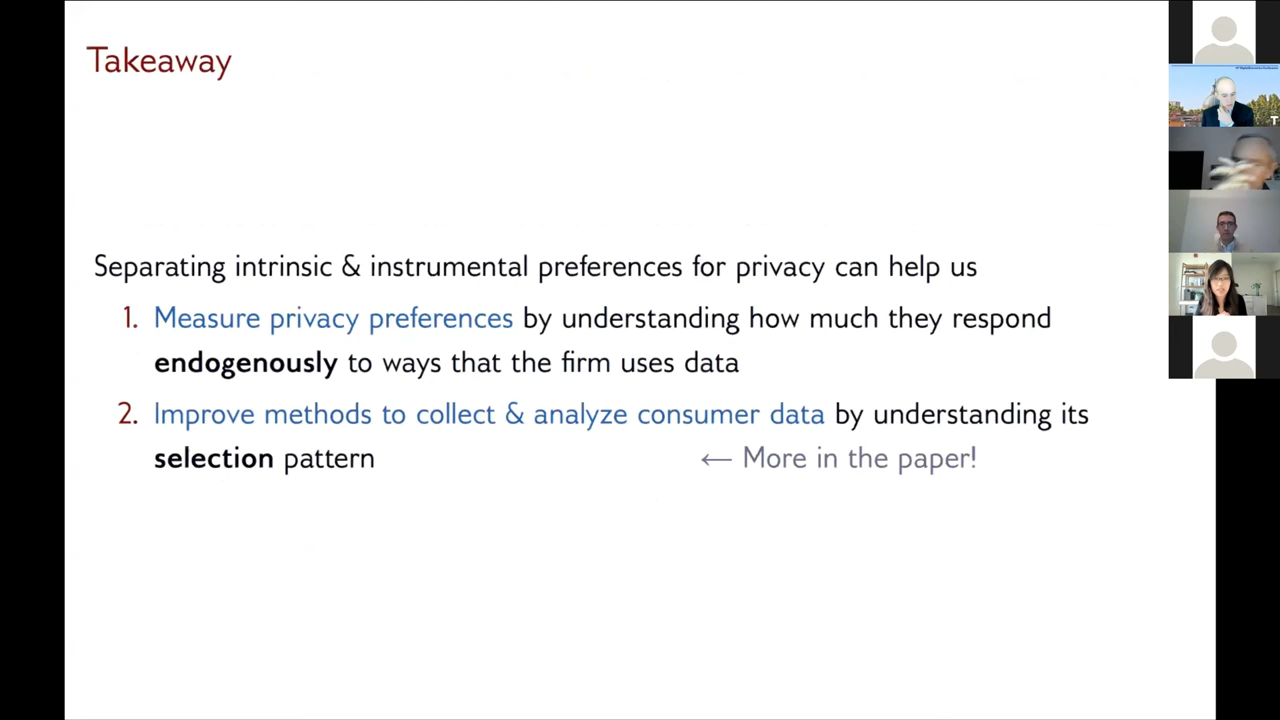 Takeaway
Separating intrinsic & instrumental preferences for privacy can help us
1. Measure privacy preferences by understanding how much they respond
endogenously to ways that the firm uses data
2. Improve methods to collect & analyze consumer data by understanding its
selection pattern ← More in the paper!